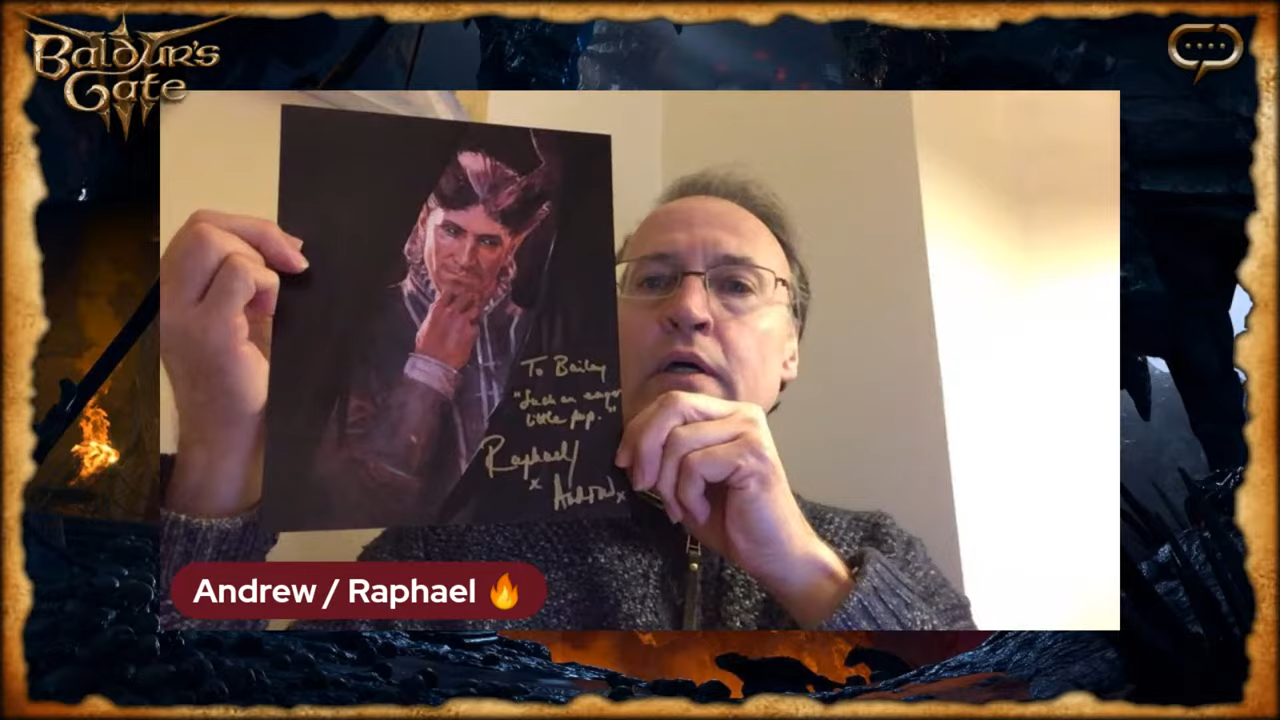 Baldur's
Gate
III
To Bailey
"Such an eager
little pup."
Raphael
x Andrew x
Andrew / Raphael 🔥